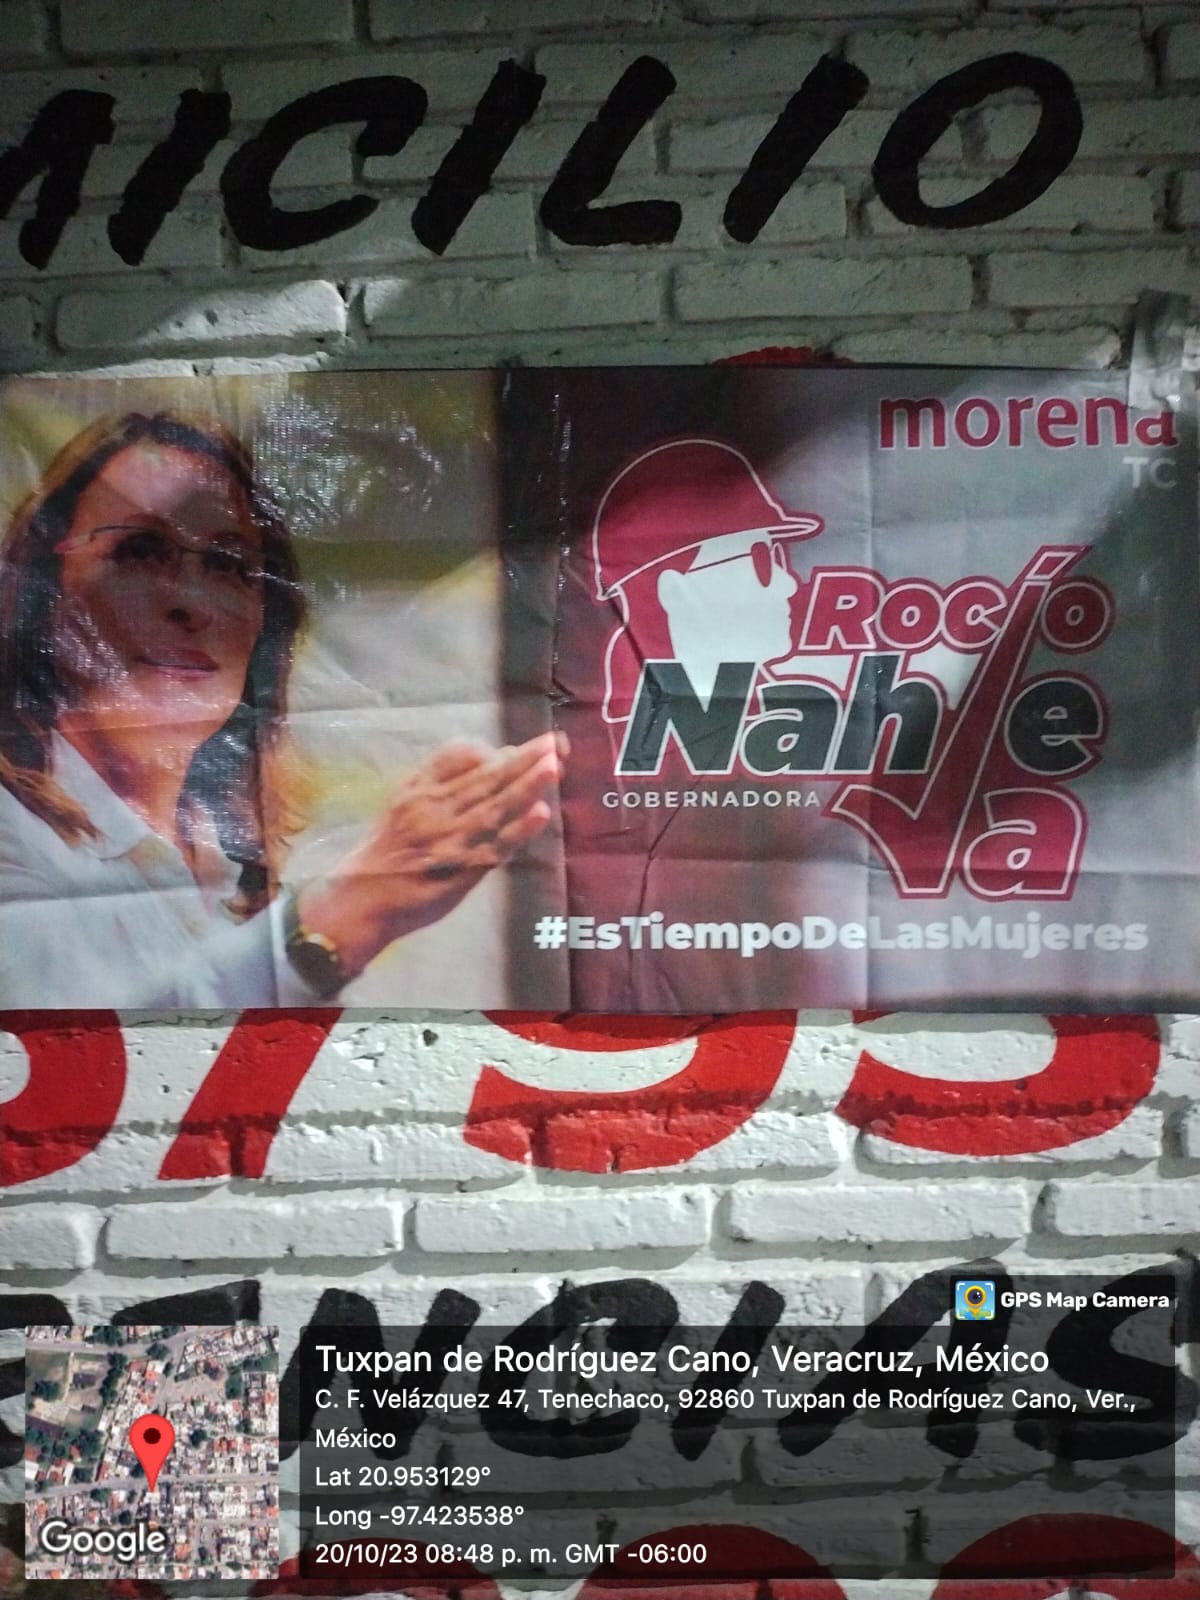 MICILIO
morena
TC
Rocío
Nahle
GOBERNADORA
Va
#EsTiempoDeLasMujeres
GPS Map Camera
Tuxpan de Rodríguez Cano, Veracruz, México
C. F. Velázquez 47, Tenechaco, 92860 Tuxpan de Rodríguez Cano, Ver.,
México
Lat 20.953129°
Long -97.423538°
20/10/23 08:48 p. m. GMT -06:00
Google